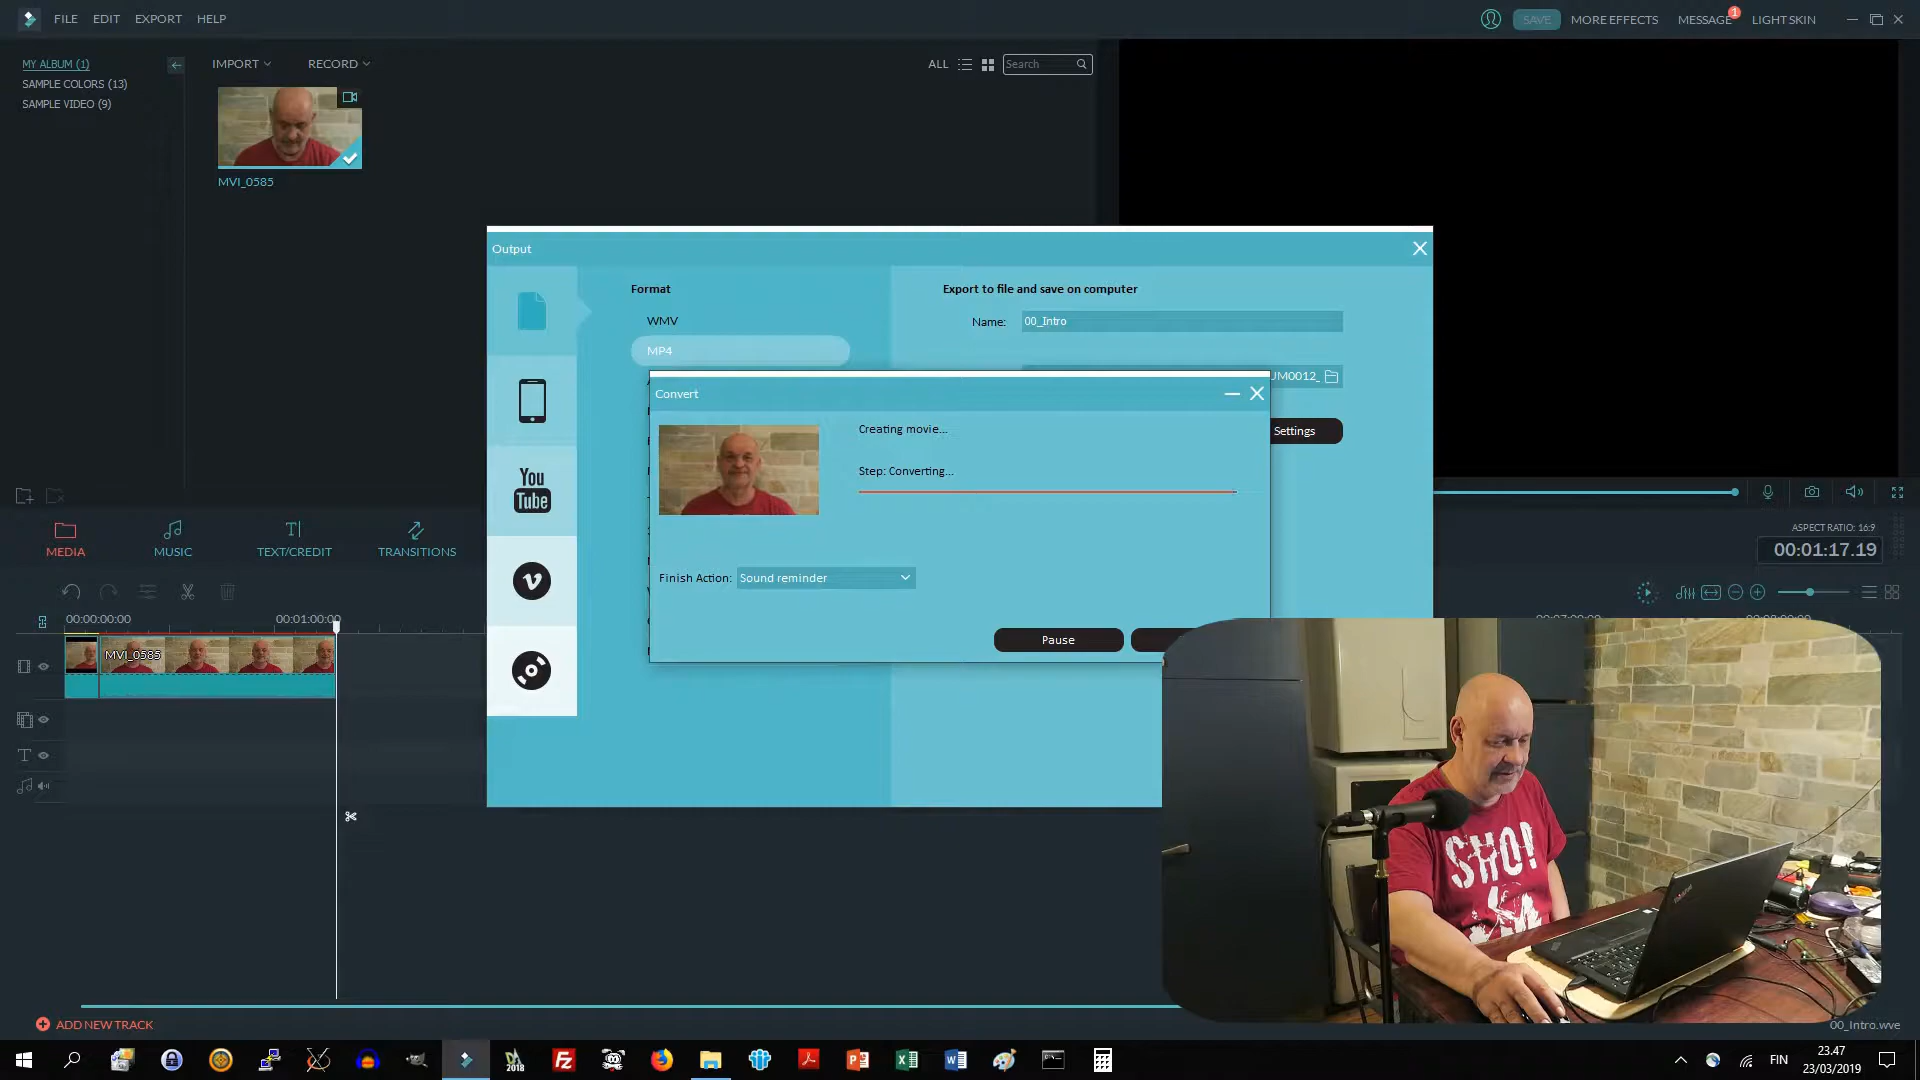 FILE EDIT EXPORT HELP
SAVE MORE EFFECTS MESSAGE 1 LIGHT SKIN
MY ALBUM (1)
SAMPLE COLORS (13)
SAMPLE VIDEO (9)
IMPORT RECORD
ALL Search
MVI_0585
Output
Format
WMV
MP4
Export to file and save on computer
Name: 00_Intro
JM0012_
Settings
Convert
Creating movie...
Step: Converting...
Finish Action: Sound reminder
Pause
You
Tube
MEDIA MUSIC TEXT/CREDIT TRANSITIONS
ASPECT RATIO: 16:9
00:01:17.19
00:00:00:00 00:01:00:00
MVI_0585
SHO!
ADD NEW TRACK
00_Intro.wve
2018
FIN
23.47
23/03/2019